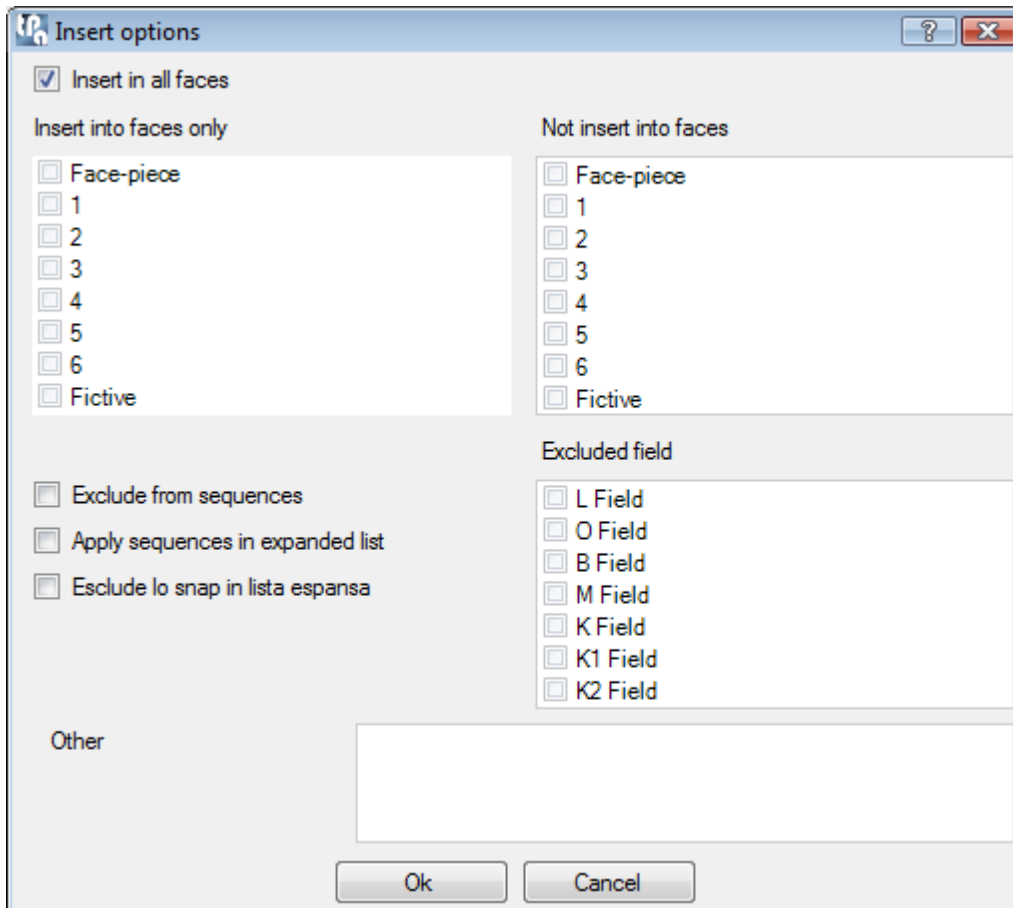 Insert options
Insert in all faces
Insert into faces only
Face-piece
1
2
3
4
5
6
Fictive
Not insert into faces
Face-piece
1
2
3
4
5
6
Fictive
Exclude from sequences
Apply sequences in expanded list
Esclude lo snap in lista espansa
Excluded field
L Field
O Field
B Field
M Field
K Field
K1 Field
K2 Field
Other
Ok
Cancel